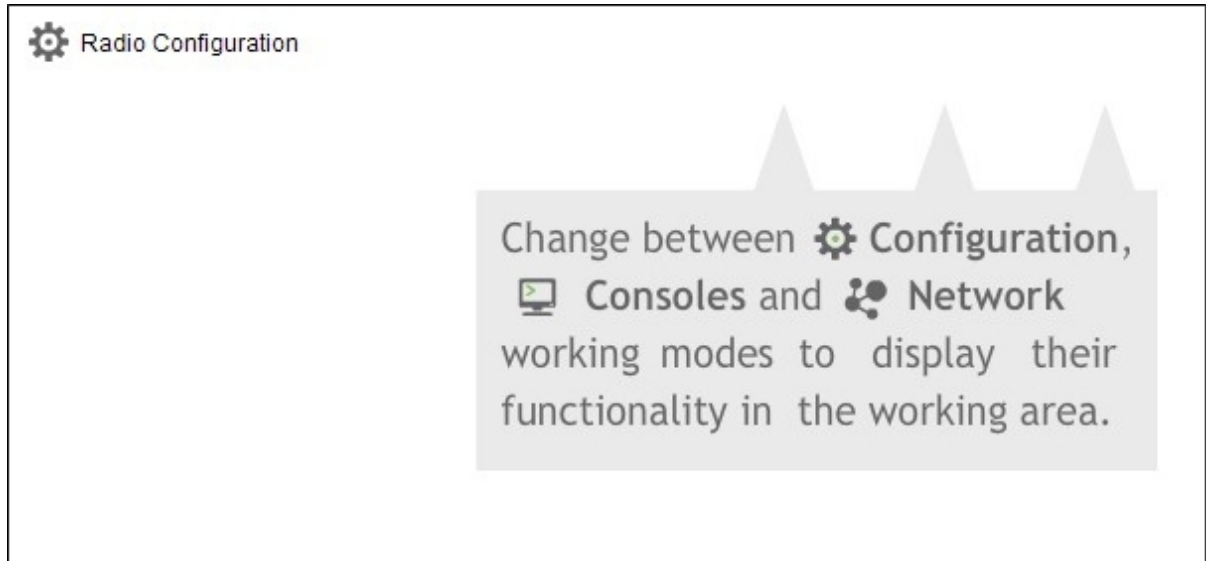 Radio Configuration
Change between Configuration,
Consoles and Network
working modes to display their
functionality in the working area.